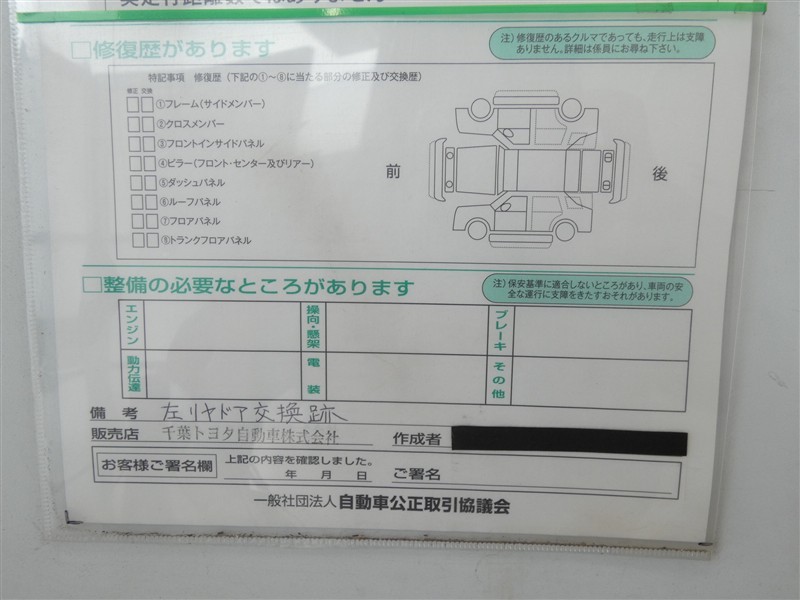 実走行距離数ではありません
□修復歴があります
注）修復歴のあるクルマであっても、走行上は支障
ありません。詳細は係員にお尋ね下さい。
特記事項 修復歴（下記の①～⑧に当たる部分の修正及び交換歴）
修正 交換
①フレーム（サイドメンバー）
②クロスメンバー
③フロントインサイドパネル
④ピラー（フロント・センター及びリアー）
⑤ダッシュパネル
⑥ルーフパネル
⑦フロアパネル
⑧トランクフロアパネル
前
後
□整備の必要なところがあります
注）保安基準に適合しないところがあり、車両の安
全な運行に支障をきたすおそれがあります。
エンジン
操向・懸架
ブレーキ
動力伝達
電装
その他
備考 左リヤドア交換跡
販売店 千葉トヨタ自動車株式会社 作成者
お客様ご署名欄
上記の内容を確認しました。
年 月 日 ご署名
一般社団法人 自動車公正取引協議会